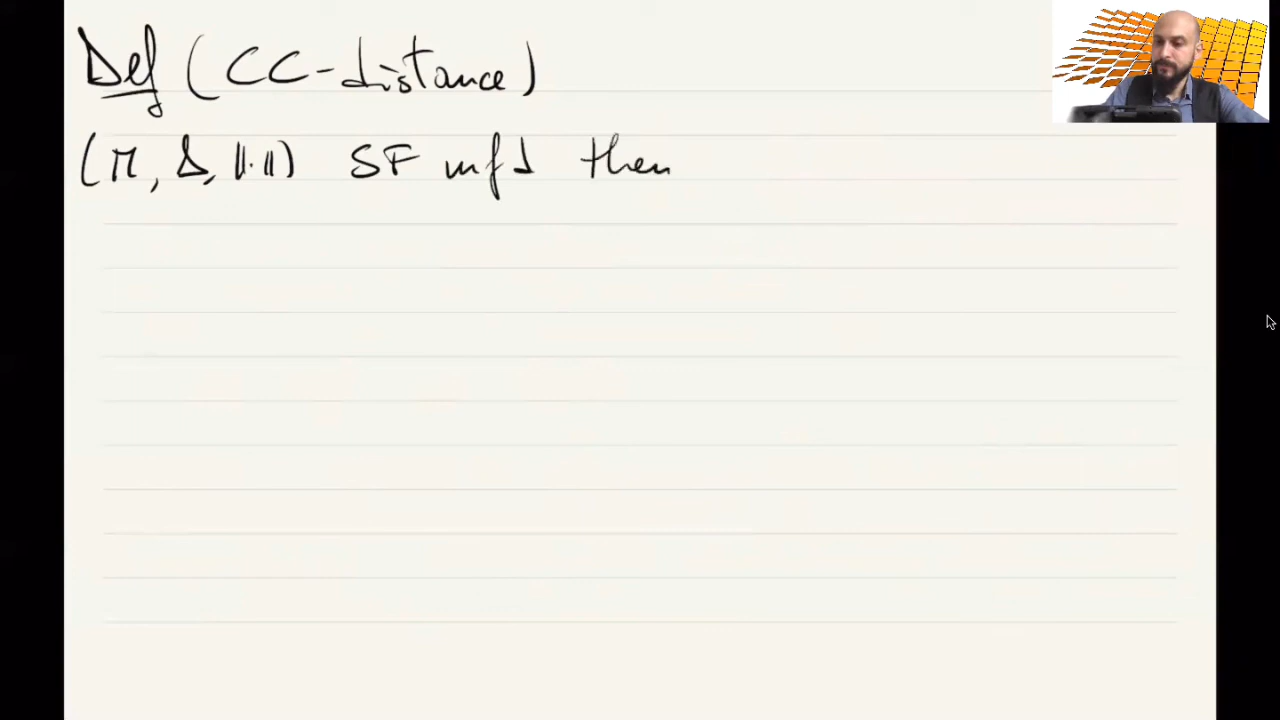 Def (CC-distance)
(M, Δ, ‖·‖) SF mfd then